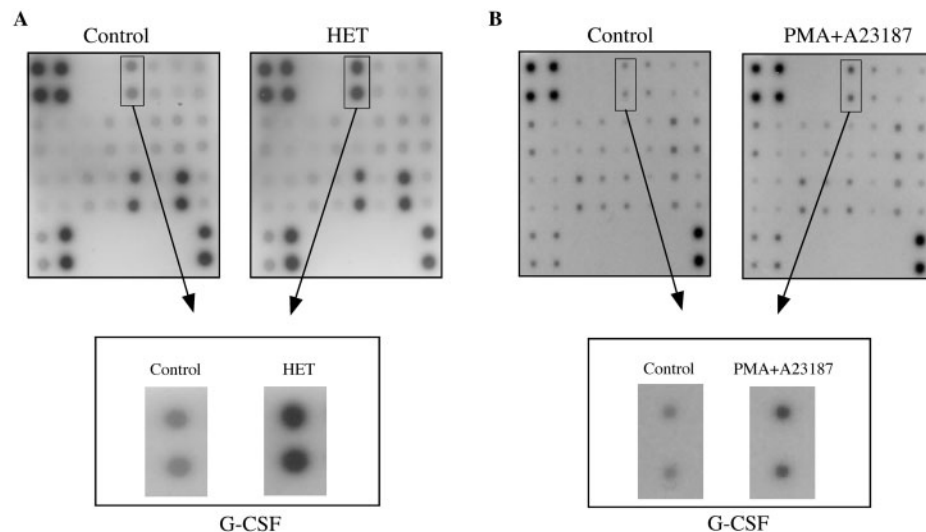 A
Control
HET
Control
HET
G-CSF
B
Control
PMA+A23187
Control
PMA+A23187
G-CSF